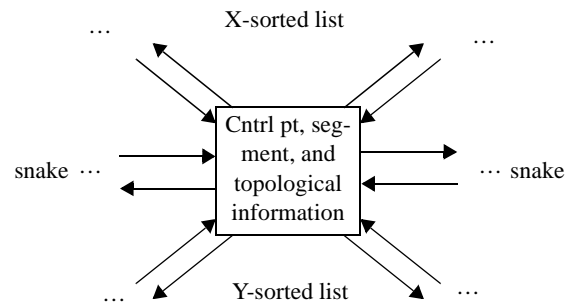 X-sorted list
… …
Cntrl pt, seg-
ment, and
topological
information
snake … … snake
… …
Y-sorted list